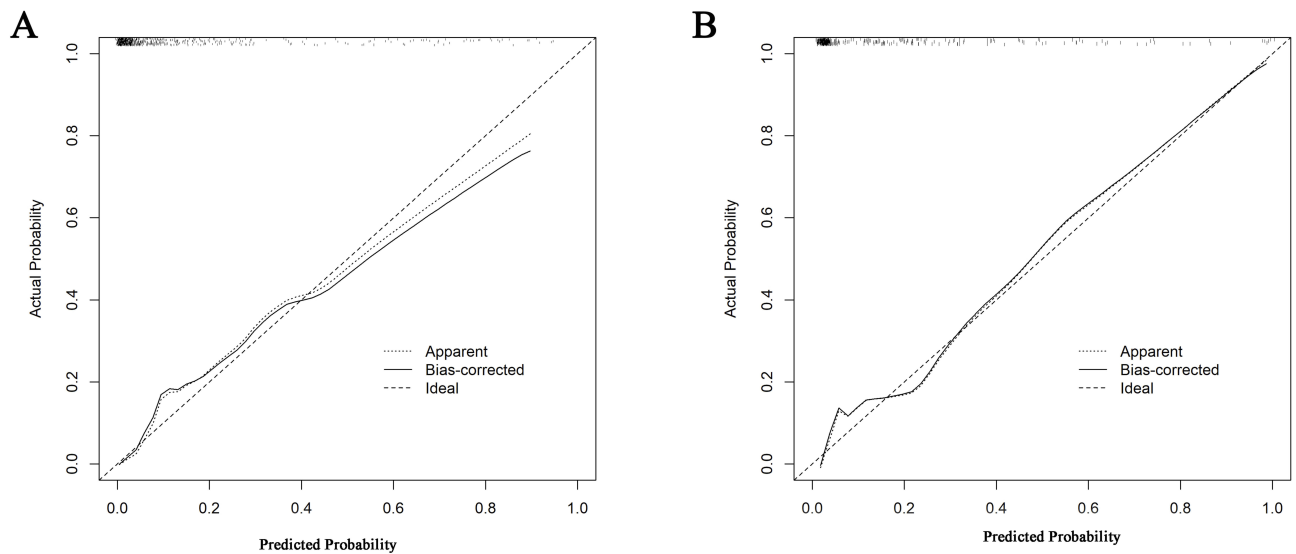 A
1.0
0.8
0.6
0.4
0.2
0.0
Actual Probability
Apparent
Bias-corrected
Ideal
0.0 0.2 0.4 0.6 0.8 1.0
Predicted Probability
B
1.0
0.8
0.6
0.4
0.2
0.0
Actual Probability
Apparent
Bias-corrected
Ideal
0.0 0.2 0.4 0.6 0.8 1.0
Predicted Probability